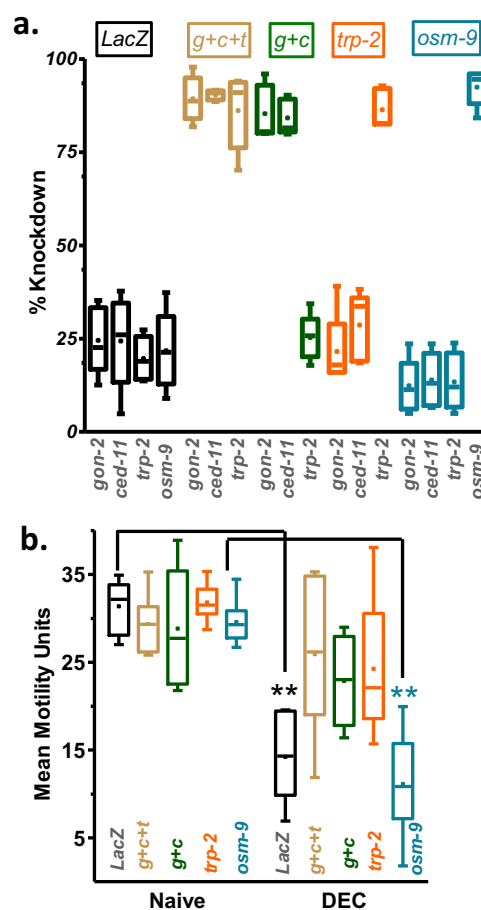 a.
LacZ g+c+t g+c trp-2 osm-9
% Knockdown
100
75
50
25
0
gon-2 ced-11 trp-2 osm-9 gon-2 ced-11 trp-2 gon-2 ced-11 trp-2 gon-2 ced-11 trp-2 gon-2 ced-11 trp-2 osm-9
b.
Mean Motility Units
35
25
15
5
** **
LacZ g+c+t g+c trp-2 osm-9 LacZ g+c+t g+c trp-2 osm-9
Naive DEC